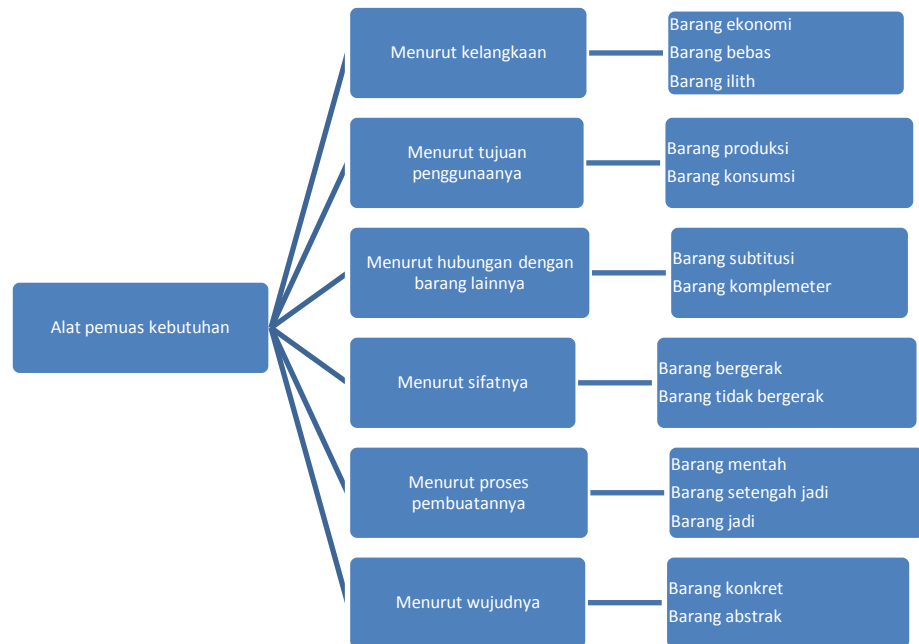 Alat pemuas kebutuhan
Menurut kelangkaan
Barang ekonomi
Barang bebas
Barang ilith
Menurut tujuan
penggunaanya
Barang produksi
Barang konsumsi
Menurut hubungan dengan
barang lainnya
Barang subtitusi
Barang komplemeter
Menurut sifatnya
Barang bergerak
Barang tidak bergerak
Menurut proses
pembuatannya
Barang mentah
Barang setengah jadi
Barang jadi
Menurut wujudnya
Barang konkret
Barang abstrak